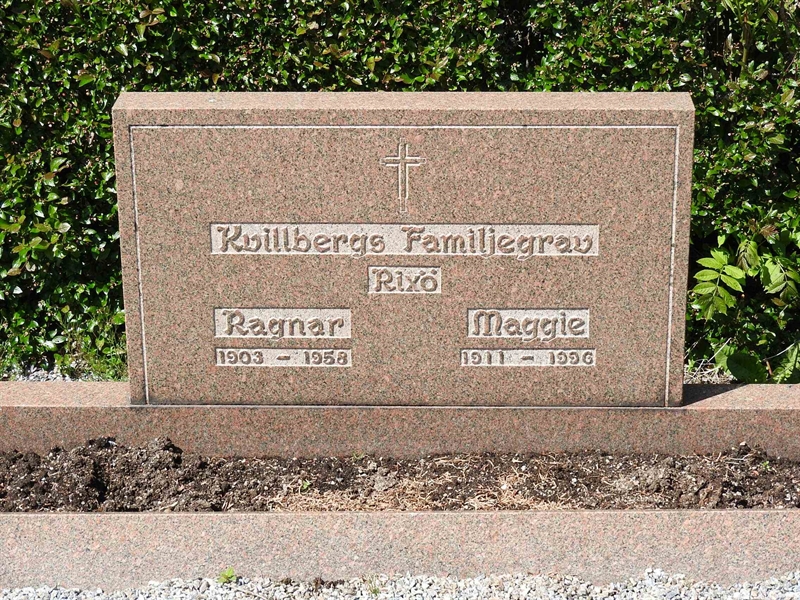 Kvillbergs Familjegrav
Rixö
Ragnar Maggie
1903 – 1958 1911 – 1996